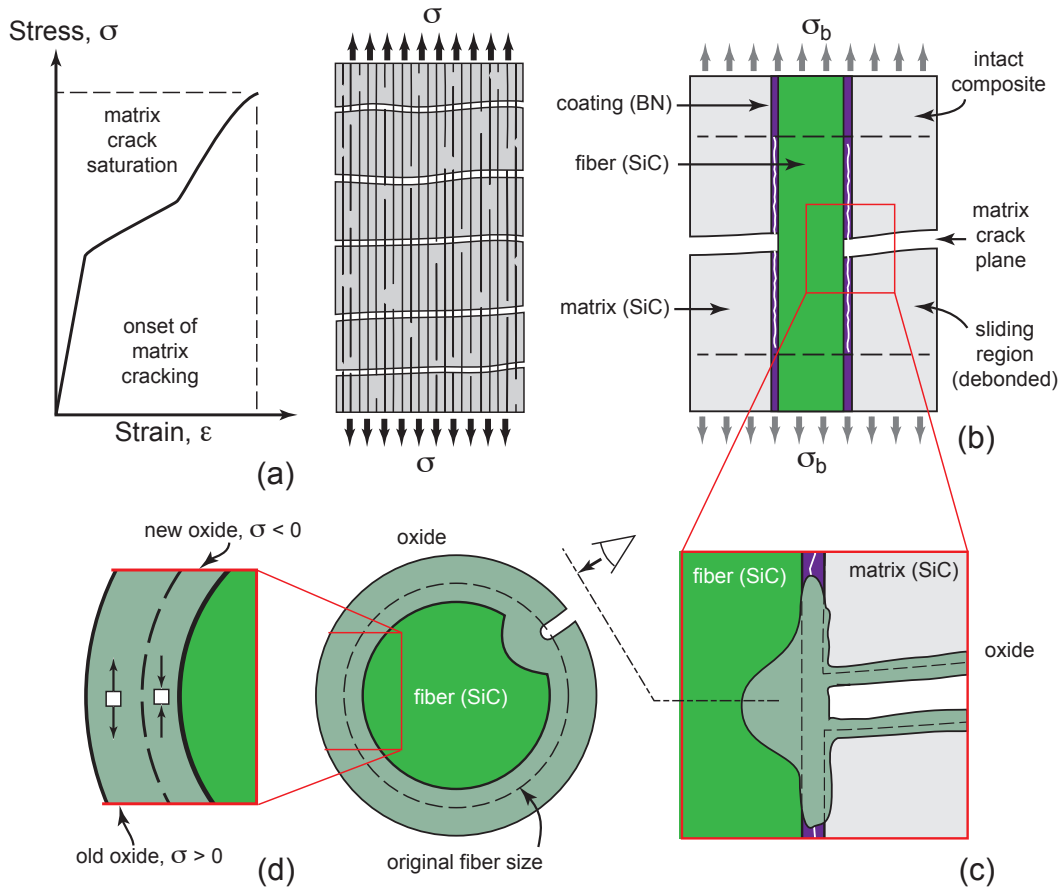 Stress, σ
matrix
crack
saturation
onset of
matrix
cracking
Strain, ε
(a)
σ
σ
σb
coating (BN)
fiber (SiC)
matrix (SiC)
intact
composite
matrix
crack
plane
sliding
region
(debonded)
(b)
σb
new oxide, σ < 0
old oxide, σ > 0
(d)
oxide
fiber (SiC)
original fiber size
fiber (SiC)
matrix (SiC)
oxide
(c)